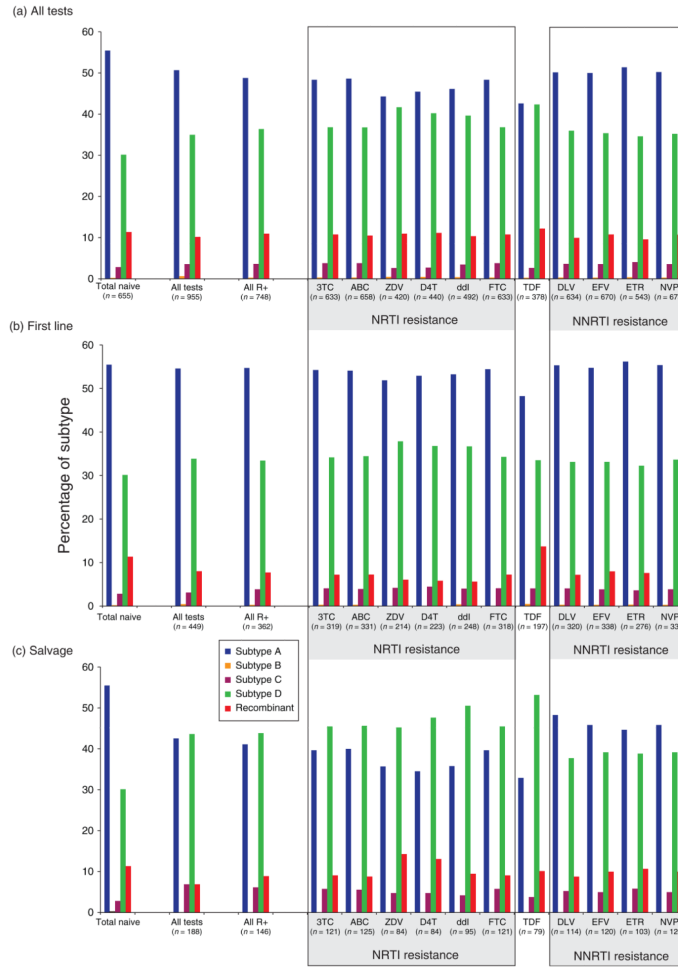 (a) All tests
60
50
40
30
20
10
0
Total naive All tests All R+ 3TC ABC ZDV D4T ddI FTC TDF DLV EFV ETR NVP
(n = 655) (n = 955) (n = 748) (n = 633) (n = 658) (n = 420) (n = 440) (n = 492) (n = 633) (n = 378) (n = 634) (n = 670) (n = 543) (n = 67
NRTI resistance NNRTI resistance
(b) First line
Percentage of subtype
60
50
40
30
20
10
0
Total naive All tests All R+ 3TC ABC ZDV D4T ddI FTC TDF DLV EFV ETR NVP
(n = 449) (n = 362) (n = 319) (n = 331) (n = 214) (n = 223) (n = 248) (n = 318) (n = 197) (n = 320) (n = 338) (n = 276) (n = 33
NRTI resistance NNRTI resistance
(c) Salvage
Subtype A
Subtype B
Subtype C
Subtype D
Recombinant
60
50
40
30
20
10
0
Total naive All tests All R+ 3TC ABC ZDV D4T ddI FTC TDF DLV EFV ETR NVP
(n = 188) (n = 146) (n = 121) (n = 125) (n = 84) (n = 84) (n = 95) (n = 121) (n = 79) (n = 114) (n = 120) (n = 103) (n = 12
NRTI resistance NNRTI resistance